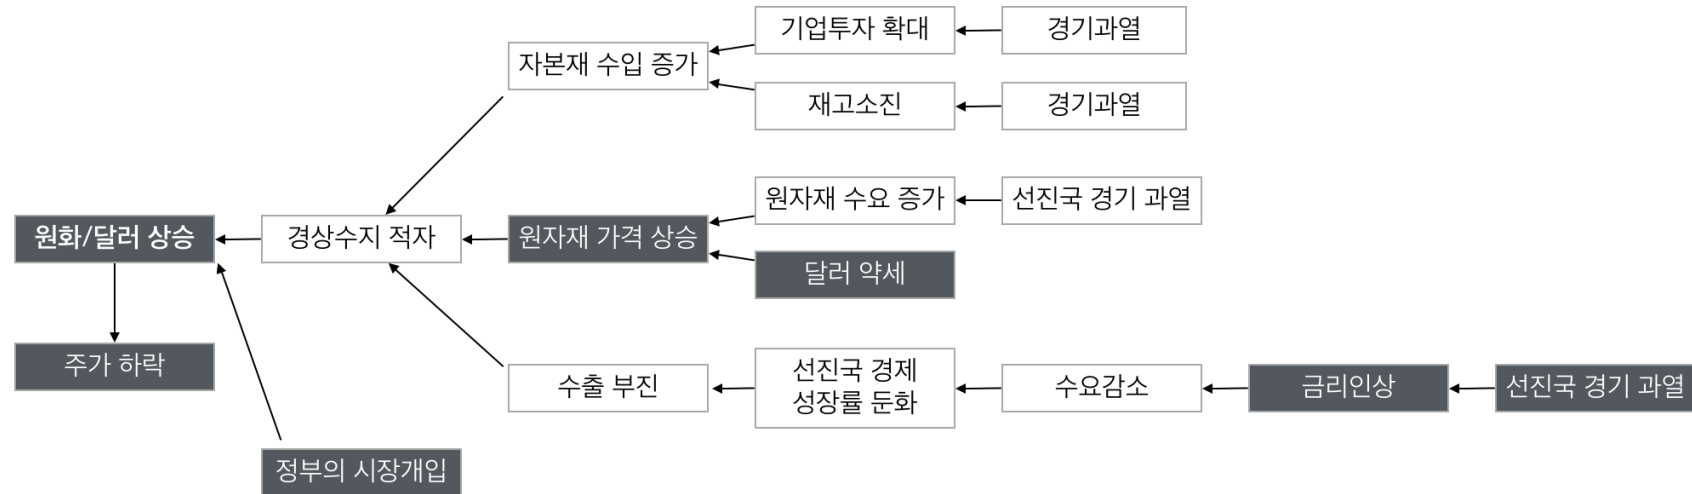 기업투자 확대
경기과열
자본재 수입 증가
재고소진
경기과열
원자재 수요 증가
선진국 경기 과열
원화/달러 상승
경상수지 적자
원자재 가격 상승
달러 약세
주가 하락
수출 부진
선진국 경제
성장률 둔화
수요감소
금리인상
선진국 경기 과열
정부의 시장개입